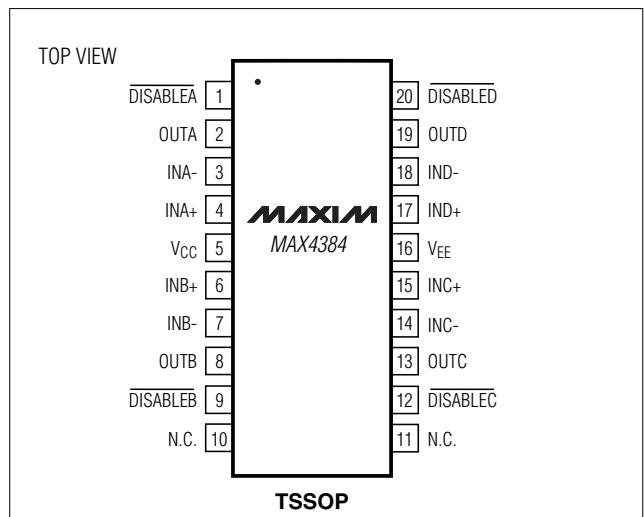 TOP VIEW
DISABLEA 1
OUTA 2
INA- 3
INA+ 4
VCC 5
INB+ 6
INB- 7
OUTB 8
DISABLEB 9
N.C. 10
MAXIM
MAX4384
20 DISABLED
19 OUTD
18 IND-
17 IND+
16 VEE
15 INC+
14 INC-
13 OUTC
12 DISABLEC
11 N.C.
TSSOP